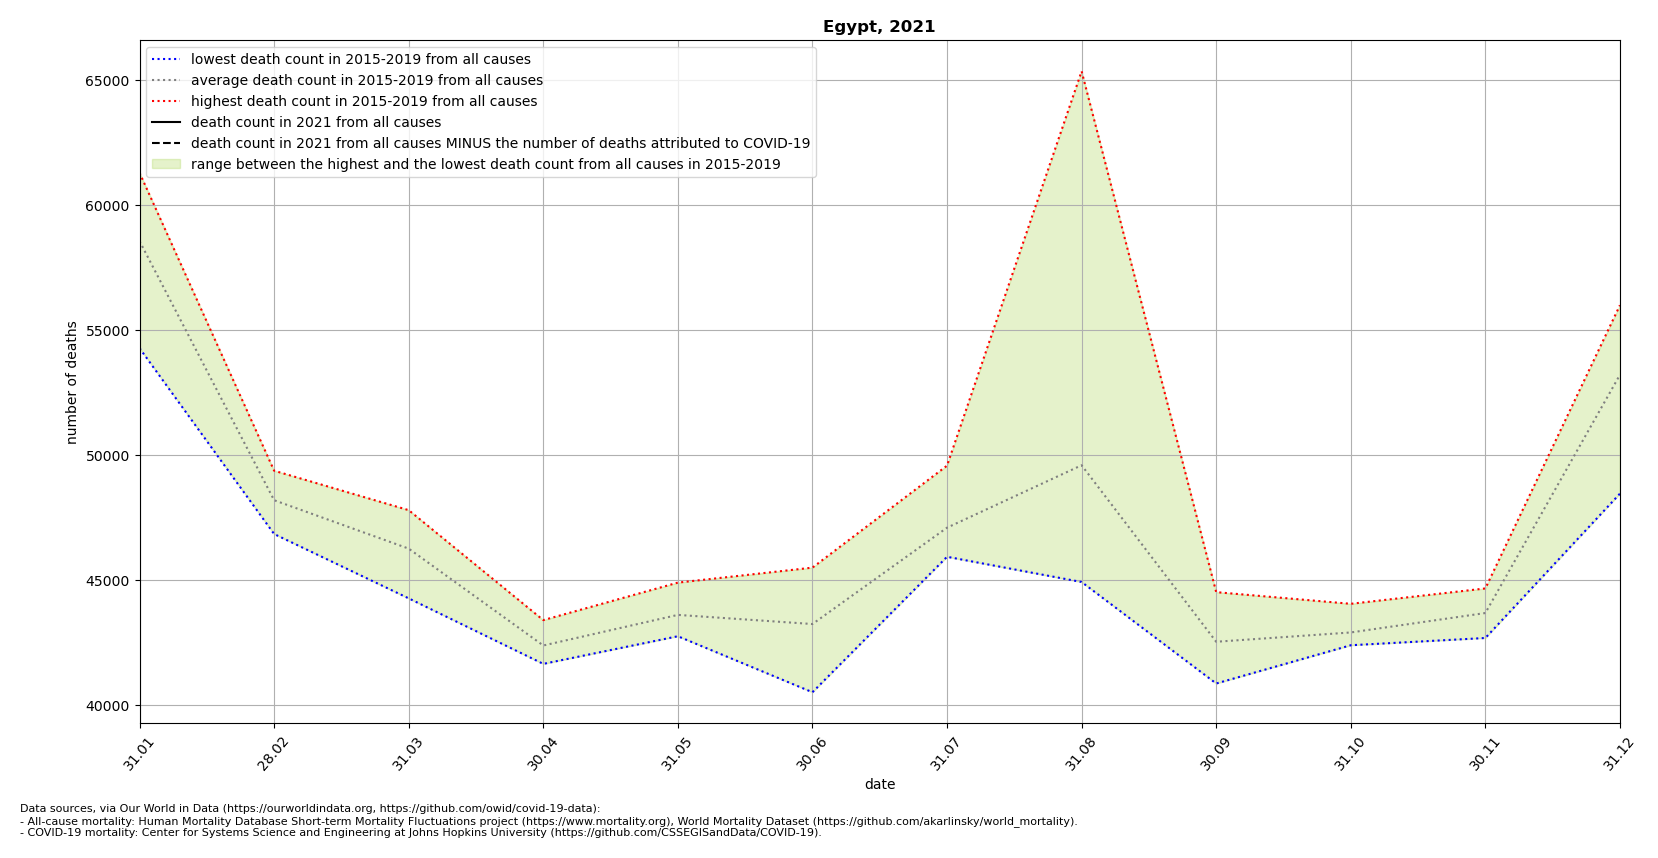 Egypt, 2021
lowest death count in 2015-2019 from all causes
average death count in 2015-2019 from all causes
highest death count in 2015-2019 from all causes
death count in 2021 from all causes
death count in 2021 from all causes MINUS the number of deaths attributed to COVID-19
range between the highest and the lowest death count from all causes in 2015-2019
65000
60000
55000
50000
45000
40000
number of deaths
31.01
28.02
31.03
30.04
31.05
30.06
31.07
31.08
30.09
31.10
30.11
31.12
date
Data sources, via Our World in Data (https://ourworldindata.org, https://github.com/owid/covid-19-data):
- All-cause mortality: Human Mortality Database Short-term Mortality Fluctuations project (https://www.mortality.org), World Mortality Dataset (https://github.com/akarlinsky/world_mortality).
- COVID-19 mortality: Center for Systems Science and Engineering at Johns Hopkins University (https://github.com/CSSEGISandData/COVID-19).